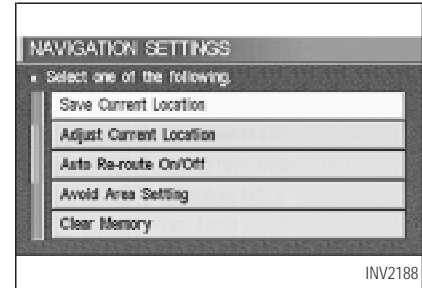 NAVIGATION SETTINGS
Select one of the following.
Save Current Location
Adjust Current Location
Auto Re-route On/Off
Avoid Area Setting
Clear Memory
INV2188